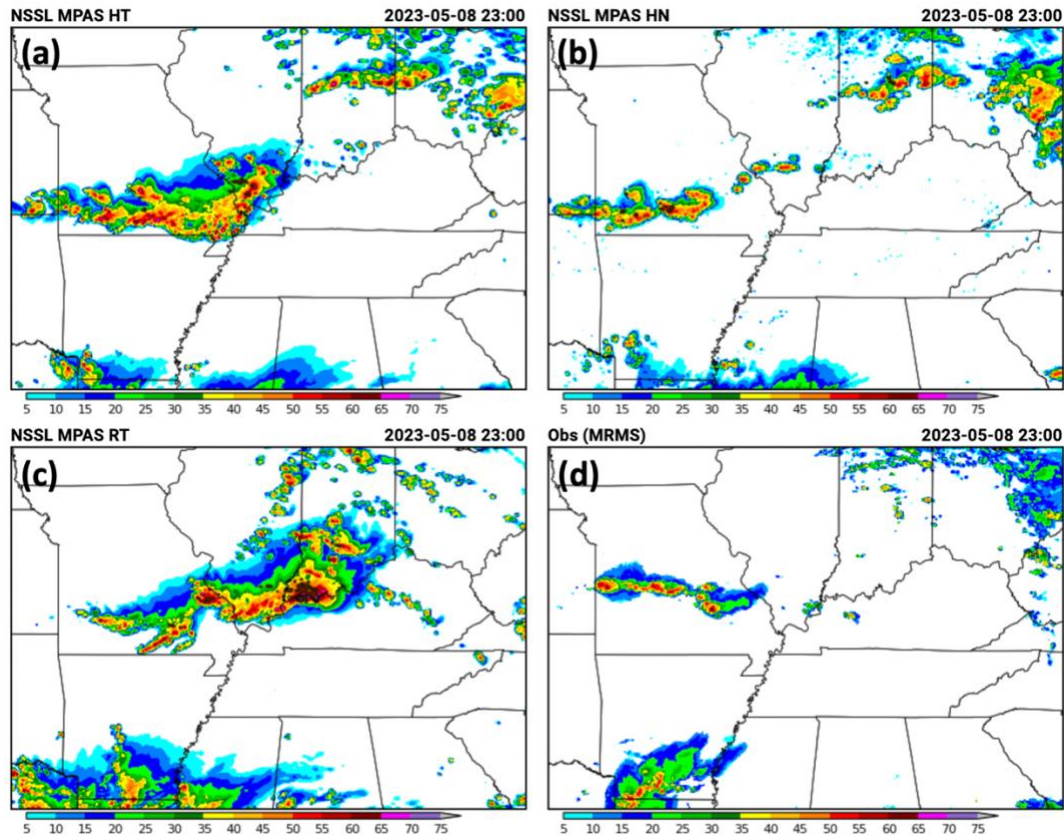 NSSL MPAS HT 2023-05-08 23:00
(a)
5 10 15 20 25 30 35 40 45 50 55 60 65 70 75
NSSL MPAS HN 2023-05-08 23:00
(b)
5 10 15 20 25 30 35 40 45 50 55 60 65 70 75
NSSL MPAS RT 2023-05-08 23:00
(c)
5 10 15 20 25 30 35 40 45 50 55 60 65 70 75
Obs (MRMS) 2023-05-08 23:00
(d)
5 10 15 20 25 30 35 40 45 50 55 60 65 70 75